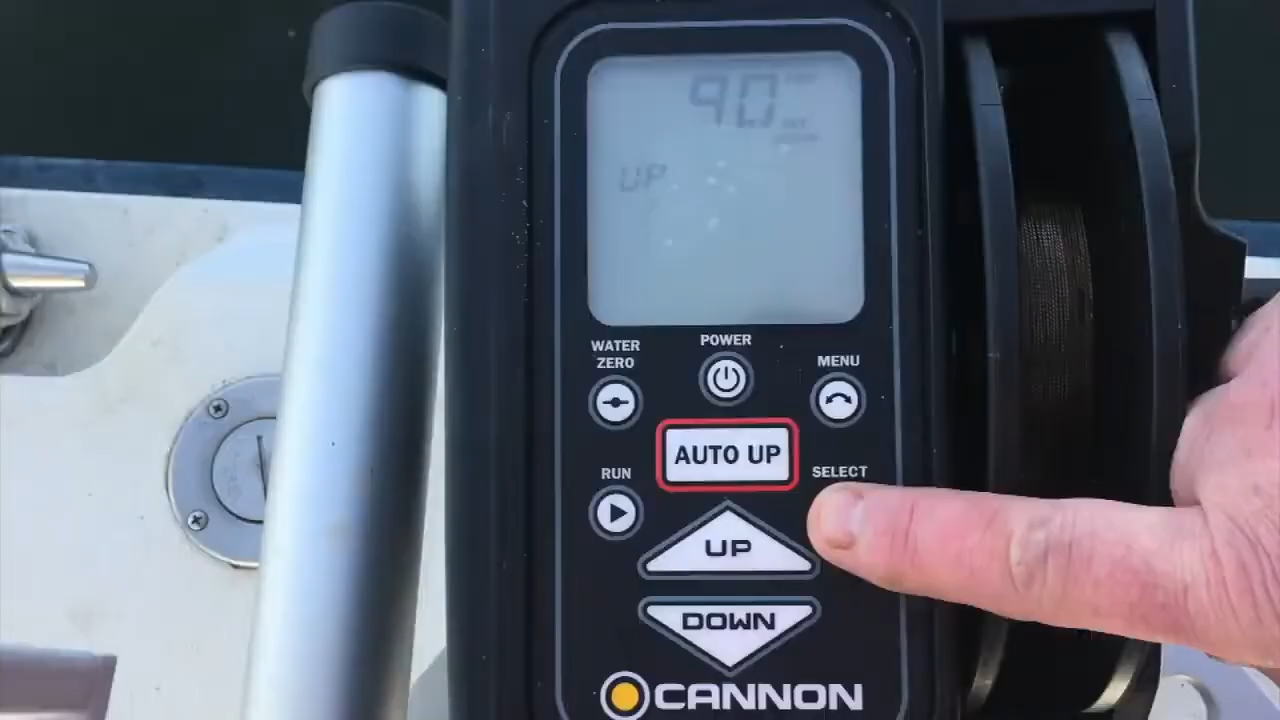 90
UP
WATER
ZERO
POWER
MENU
AUTO UP
RUN
SELECT
UP
DOWN
CANNON